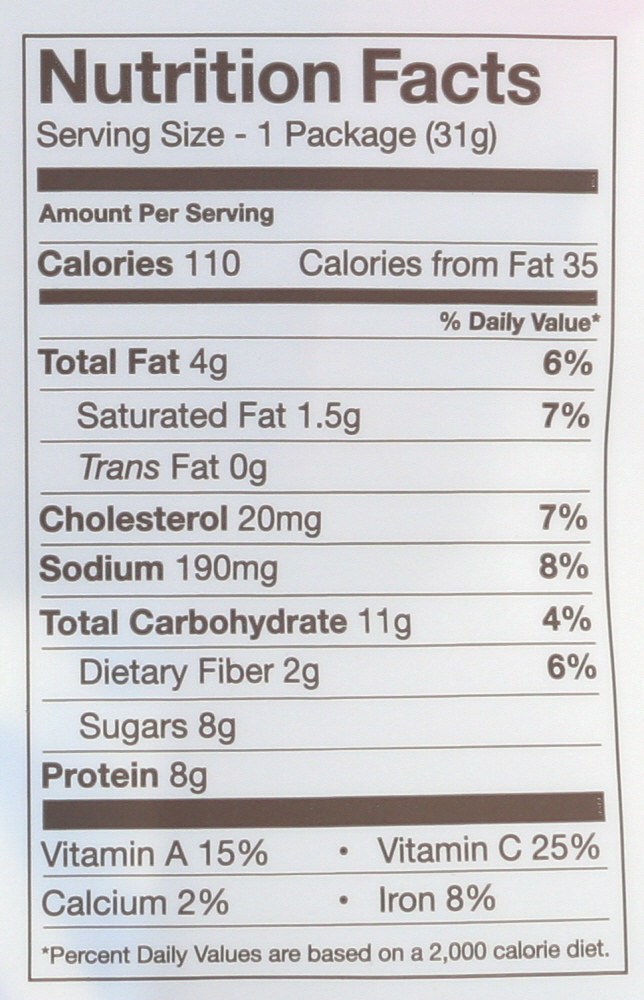 Nutrition Facts
Serving Size - 1 Package (31g)
Amount Per Serving
Calories 110 Calories from Fat 35
% Daily Value*
Total Fat 4g 6%
Saturated Fat 1.5g 7%
Trans Fat 0g
Cholesterol 20mg 7%
Sodium 190mg 8%
Total Carbohydrate 11g 4%
Dietary Fiber 2g 6%
Sugars 8g
Protein 8g
Vitamin A 15% • Vitamin C 25%
Calcium 2% • Iron 8%
*Percent Daily Values are based on a 2,000 calorie diet.